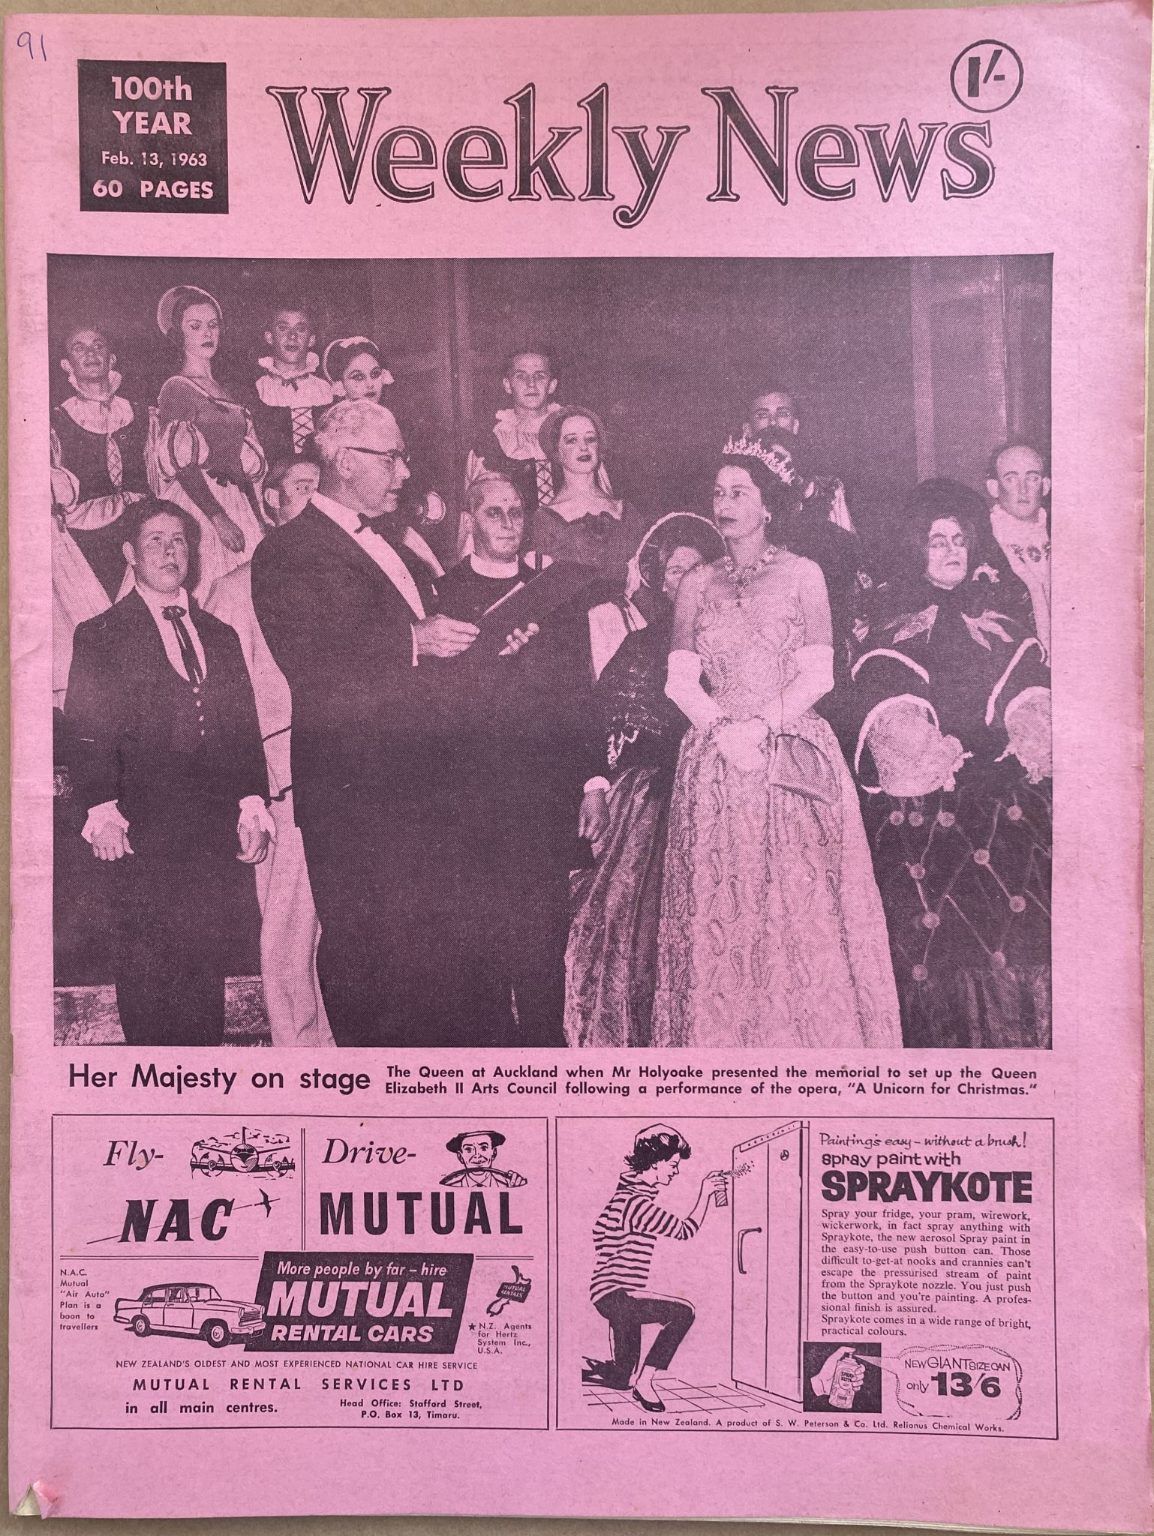 91
100th
YEAR
Feb. 13, 1963
60 PAGES
Weekly News
1/-
Her Majesty on stage
The Queen at Auckland when Mr Holyoake presented the memorial to set up the Queen
Elizabeth II Arts Council following a performance of the opera, "A Unicorn for Christmas."
Fly-
NAC
Drive-
MUTUAL
N.A.C.
Mutual
"Air Auto"
Plan is a
boon to
travellers
More people by far - hire
MUTUAL
RENTAL CARS
MUTUAL
RENTALS
★ N.Z. Agents
for Hertz
System Inc.,
U.S.A.
NEW ZEALAND'S OLDEST AND MOST EXPERIENCED NATIONAL CAR HIRE SERVICE
MUTUAL RENTAL SERVICES LTD
in all main centres.
Head Office: Stafford Street,
P.O. Box 13, Timaru.
Painting's easy - without a brush!
spray paint with
SPRAYKOTE
Spray your fridge, your pram, wirework,
wickerwork, in fact spray anything with
Spraykote, the new aerosol Spray paint in
the easy-to-use push button can. Those
difficult to-get-at nooks and crannies can't
escape the pressurised stream of paint
from the Spraykote nozzle. You just push
the button and you're painting. A profes-
sional finish is assured.
Spraykote comes in a wide range of bright,
practical colours.
NEW GIANT SIZE CAN
only 13/6
Made in New Zealand. A product of S. W. Peterson & Co. Ltd. Relianus Chemical Works.